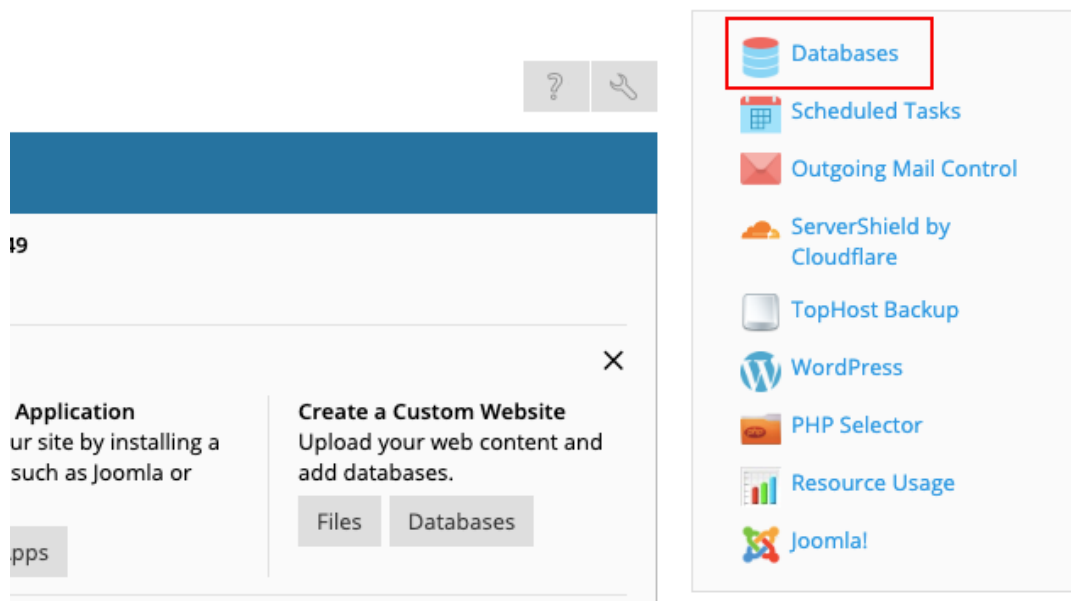 ?
49
Application
ur site by installing a
such as Joomla or
Apps
Create a Custom Website
Upload your web content and
add databases.
Files
Databases
Databases
Scheduled Tasks
Outgoing Mail Control
ServerShield by
Cloudflare
TopHost Backup
WordPress
PHP Selector
Resource Usage
Joomla!